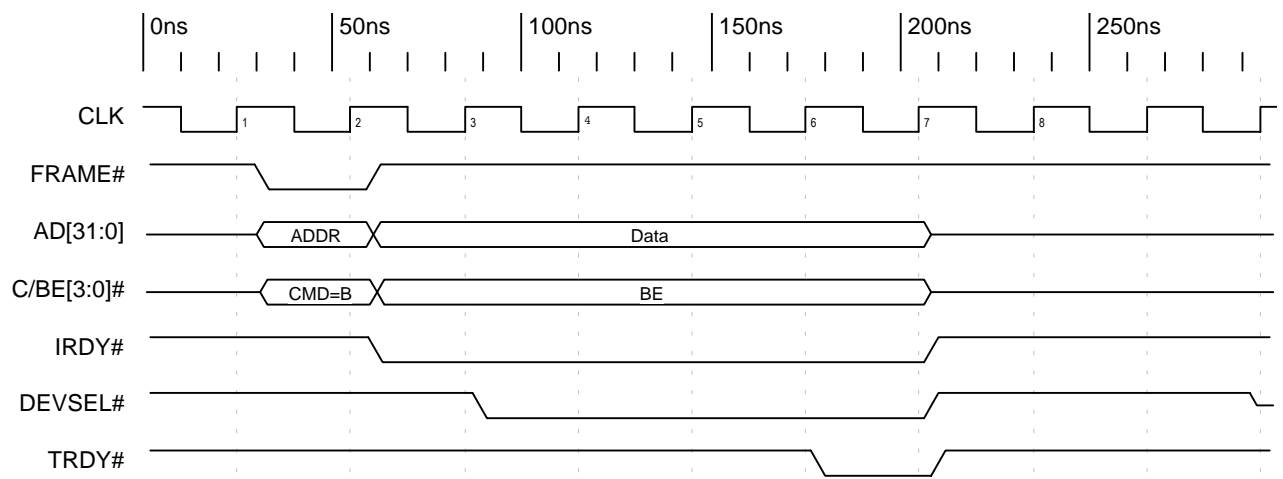 0ns 50ns 100ns 150ns 200ns 250ns
CLK 1 2 3 4 5 6 7 8
FRAME#
AD[31:0] ADDR Data
C/BE[3:0]# CMD=B BE
IRDY#
DEVSEL#
TRDY#